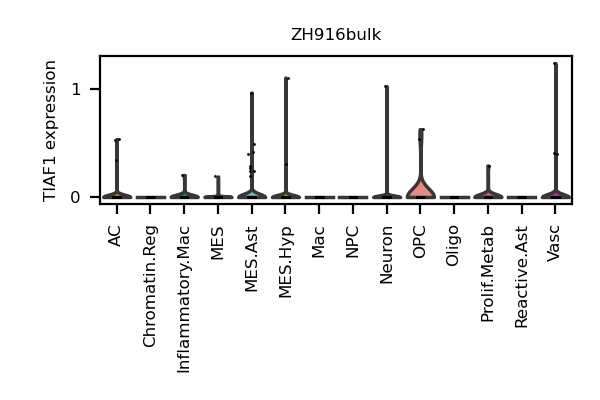 ZH916bulk
TIAF1 expression
1
0
AC
Chromatin.Reg
Inflammatory.Mac
MES
MES.Ast
MES.Hyp
Mac
NPC
Neuron
OPC
Oligo
Prolif.Metab
Reactive.Ast
Vasc